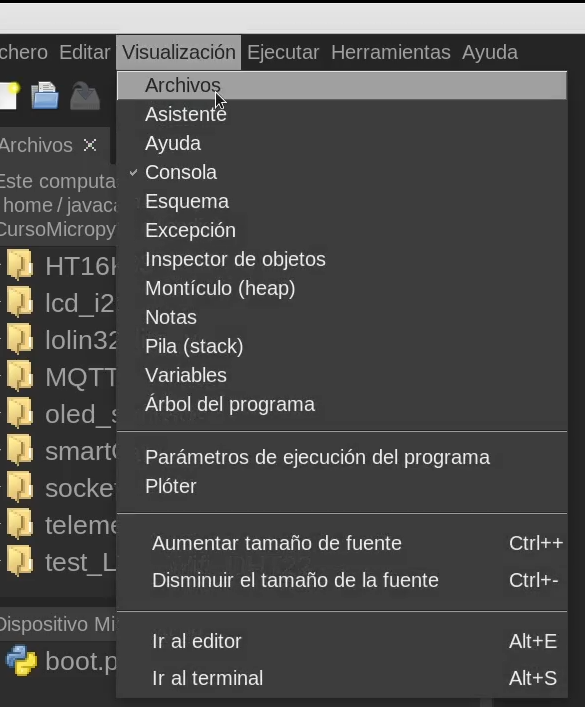 chero Editar Visualización Ejecutar Herramientas Ayuda
Archivos
Asistente
Ayuda
Consola
Esquema
Excepción
Inspector de objetos
Montículo (heap)
Notas
Pila (stack)
Variables
Árbol del programa
Parámetros de ejecución del programa
Plóter
Aumentar tamaño de fuente Ctrl++
Disminuir el tamaño de la fuente Ctrl+-
Ir al editor Alt+E
Ir al terminal Alt+S
Archivos
Este computa
home / javaca
CursoMicropy
HT16K
lcd_i2
lolin32
MQTT
oled_s
smart
socke
teleme
test_L
Dispositivo Mi
boot.p